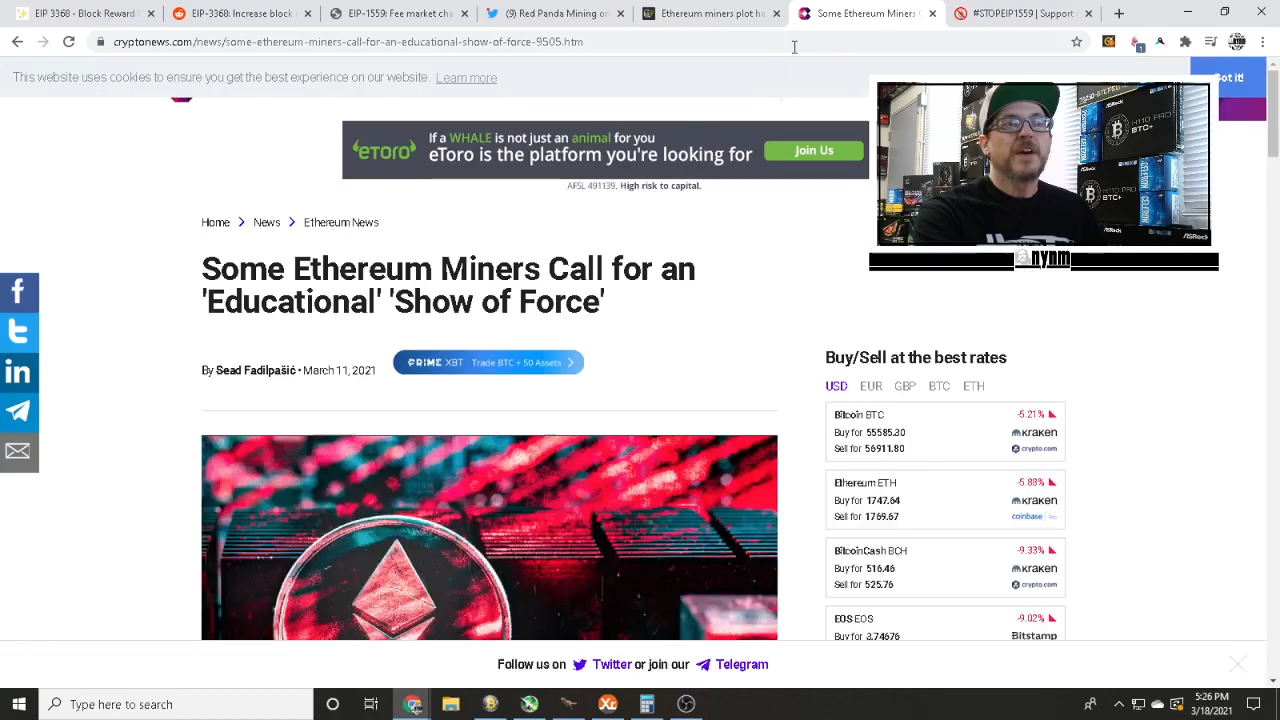 EIP 3368 - Block Reward I
EIP-3368: Increase block r
EIP-1559: Fee market cha
(9) Red Panda Mining on
Ethereum miners plot ho
Some Ethereum Miners C
#STOPEIP1559 | Support
cryptonews.com/news/some-ethereum-miners-call-for-an-educational-show-of-force-9505.htm
This website uses cookies to ensure you get the best experience on our website. Learn more
Got it!
eToro
If a WHALE is not just an animal for you
eToro is the platform you're looking for
Join Us
AFSL 491139. High risk to capital.
H110 PRO
BTC+
ASRock
nynm
Home
News
Ethereum News
Some Ethereum Miners Call for an
'Educational' 'Show of Force'
By Sead Fadilpašić • March 11, 2021
PRIME XBT Trade BTC + 50 Assets
Buy/Sell at the best rates
USD EUR GBP BTC ETH
Bitcoin BTC -5.21%
Buy for 55585.30 kraken
Sell for 56911.80 crypto.com
Ethereum ETH -5.88%
Buy for 1747.64 kraken
Sell for 1769.67 coinbase
BitcoinCash BCH -9.33%
Buy for 516.46 kraken
Sell for 525.76 crypto.com
EOS EOS -9.02%
Buy for 3.74676 Bitstamp
Follow us on Twitter or join our Telegram
Type here to search
5:26 PM
3/18/2021